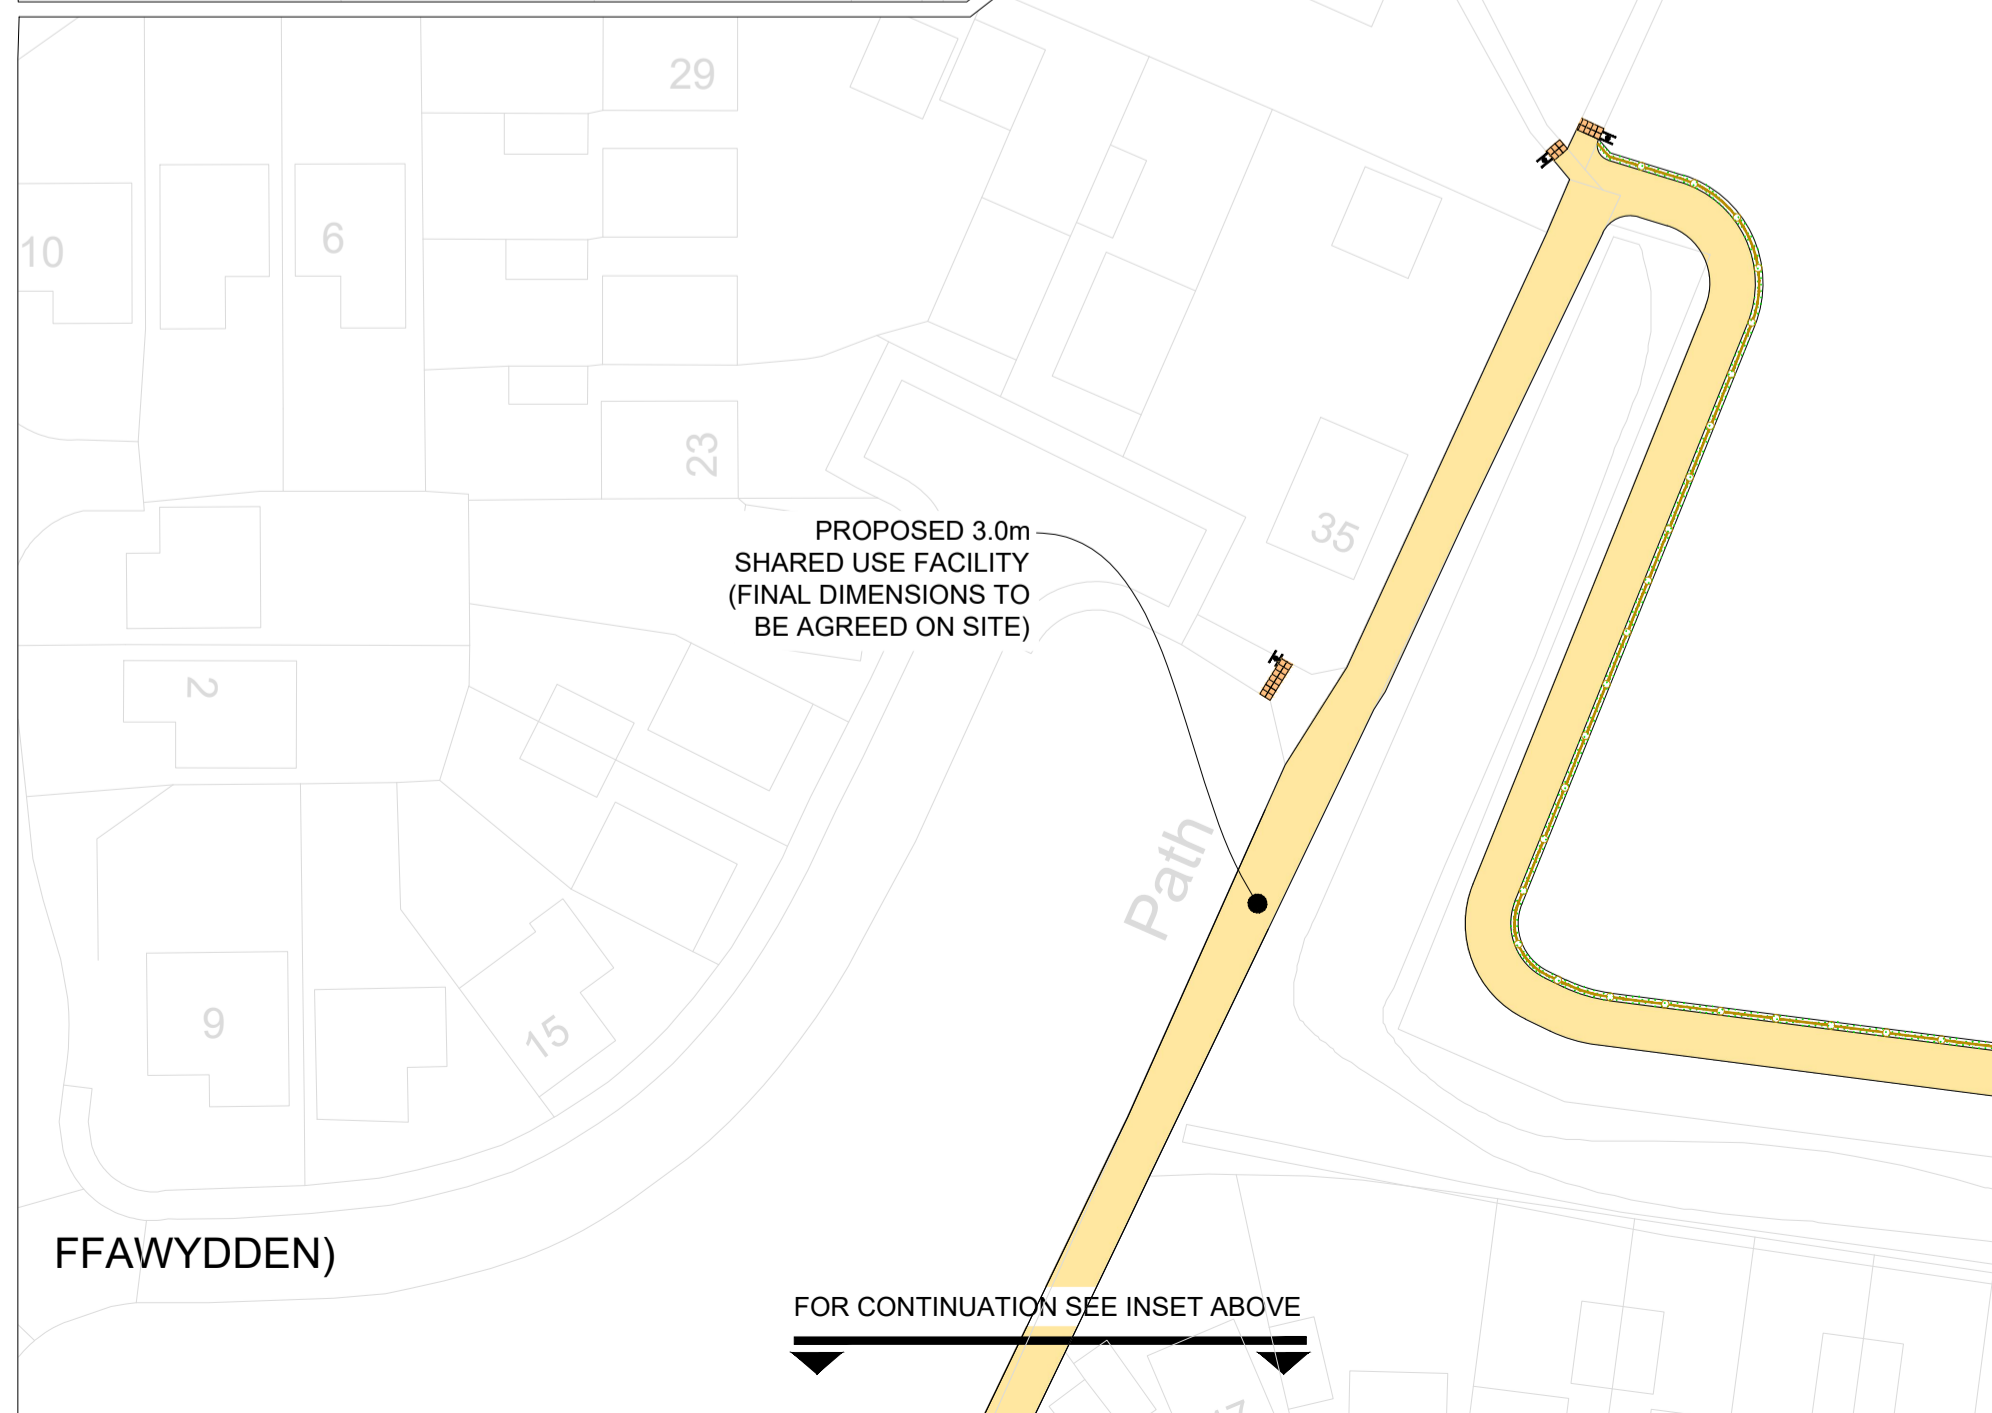 29
10
6
23
PROPOSED 3.0m
SHARED USE FACILITY
(FINAL DIMENSIONS TO
BE AGREED ON SITE)
35
2
Path
9
15
FFAWYDDEN)
FOR CONTINUATION SEE INSET ABOVE